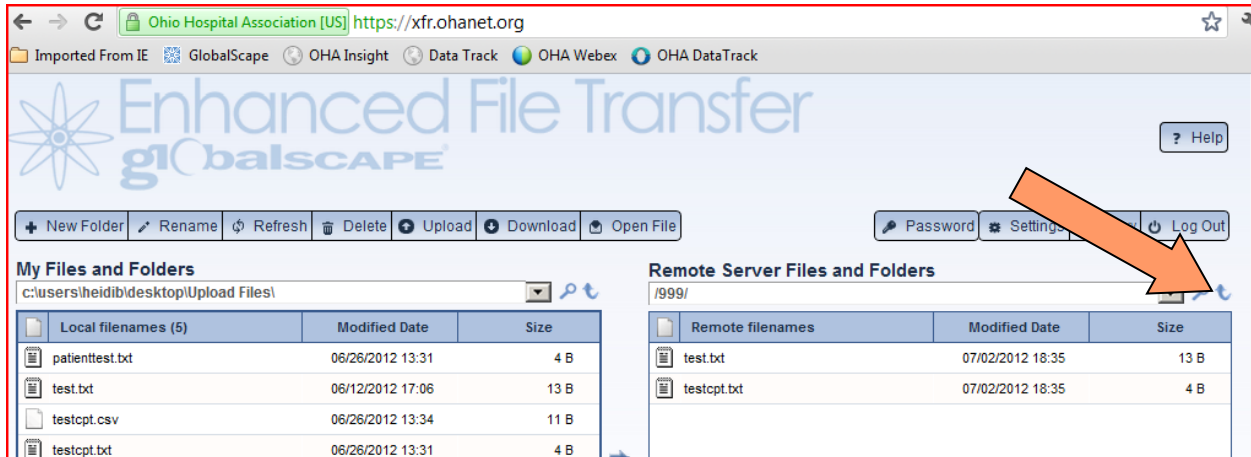 Ohio Hospital Association [US] https://xfr.ohanet.org
Imported From IE GlobalScape OHA Insight Data Track OHA Webex OHA DataTrack
Enhanced File Transfer
globalSCAPE
? Help
New Folder Rename Refresh Delete Upload Download Open File Password Settings Log Out
My Files and Folders Remote Server Files and Folders
c:\users\heidib\desktop\Upload Files\ /999/
Local filenames (5) Modified Date Size Remote filenames Modified Date Size
patienttest.txt 06/26/2012 13:31 4 B test.txt 07/02/2012 18:35 13 B
test.txt 06/12/2012 17:06 13 B testcpt.txt 07/02/2012 18:35 4 B
testcpt.csv 06/26/2012 13:34 11 B
testcpt.txt 06/26/2012 13:31 4 B